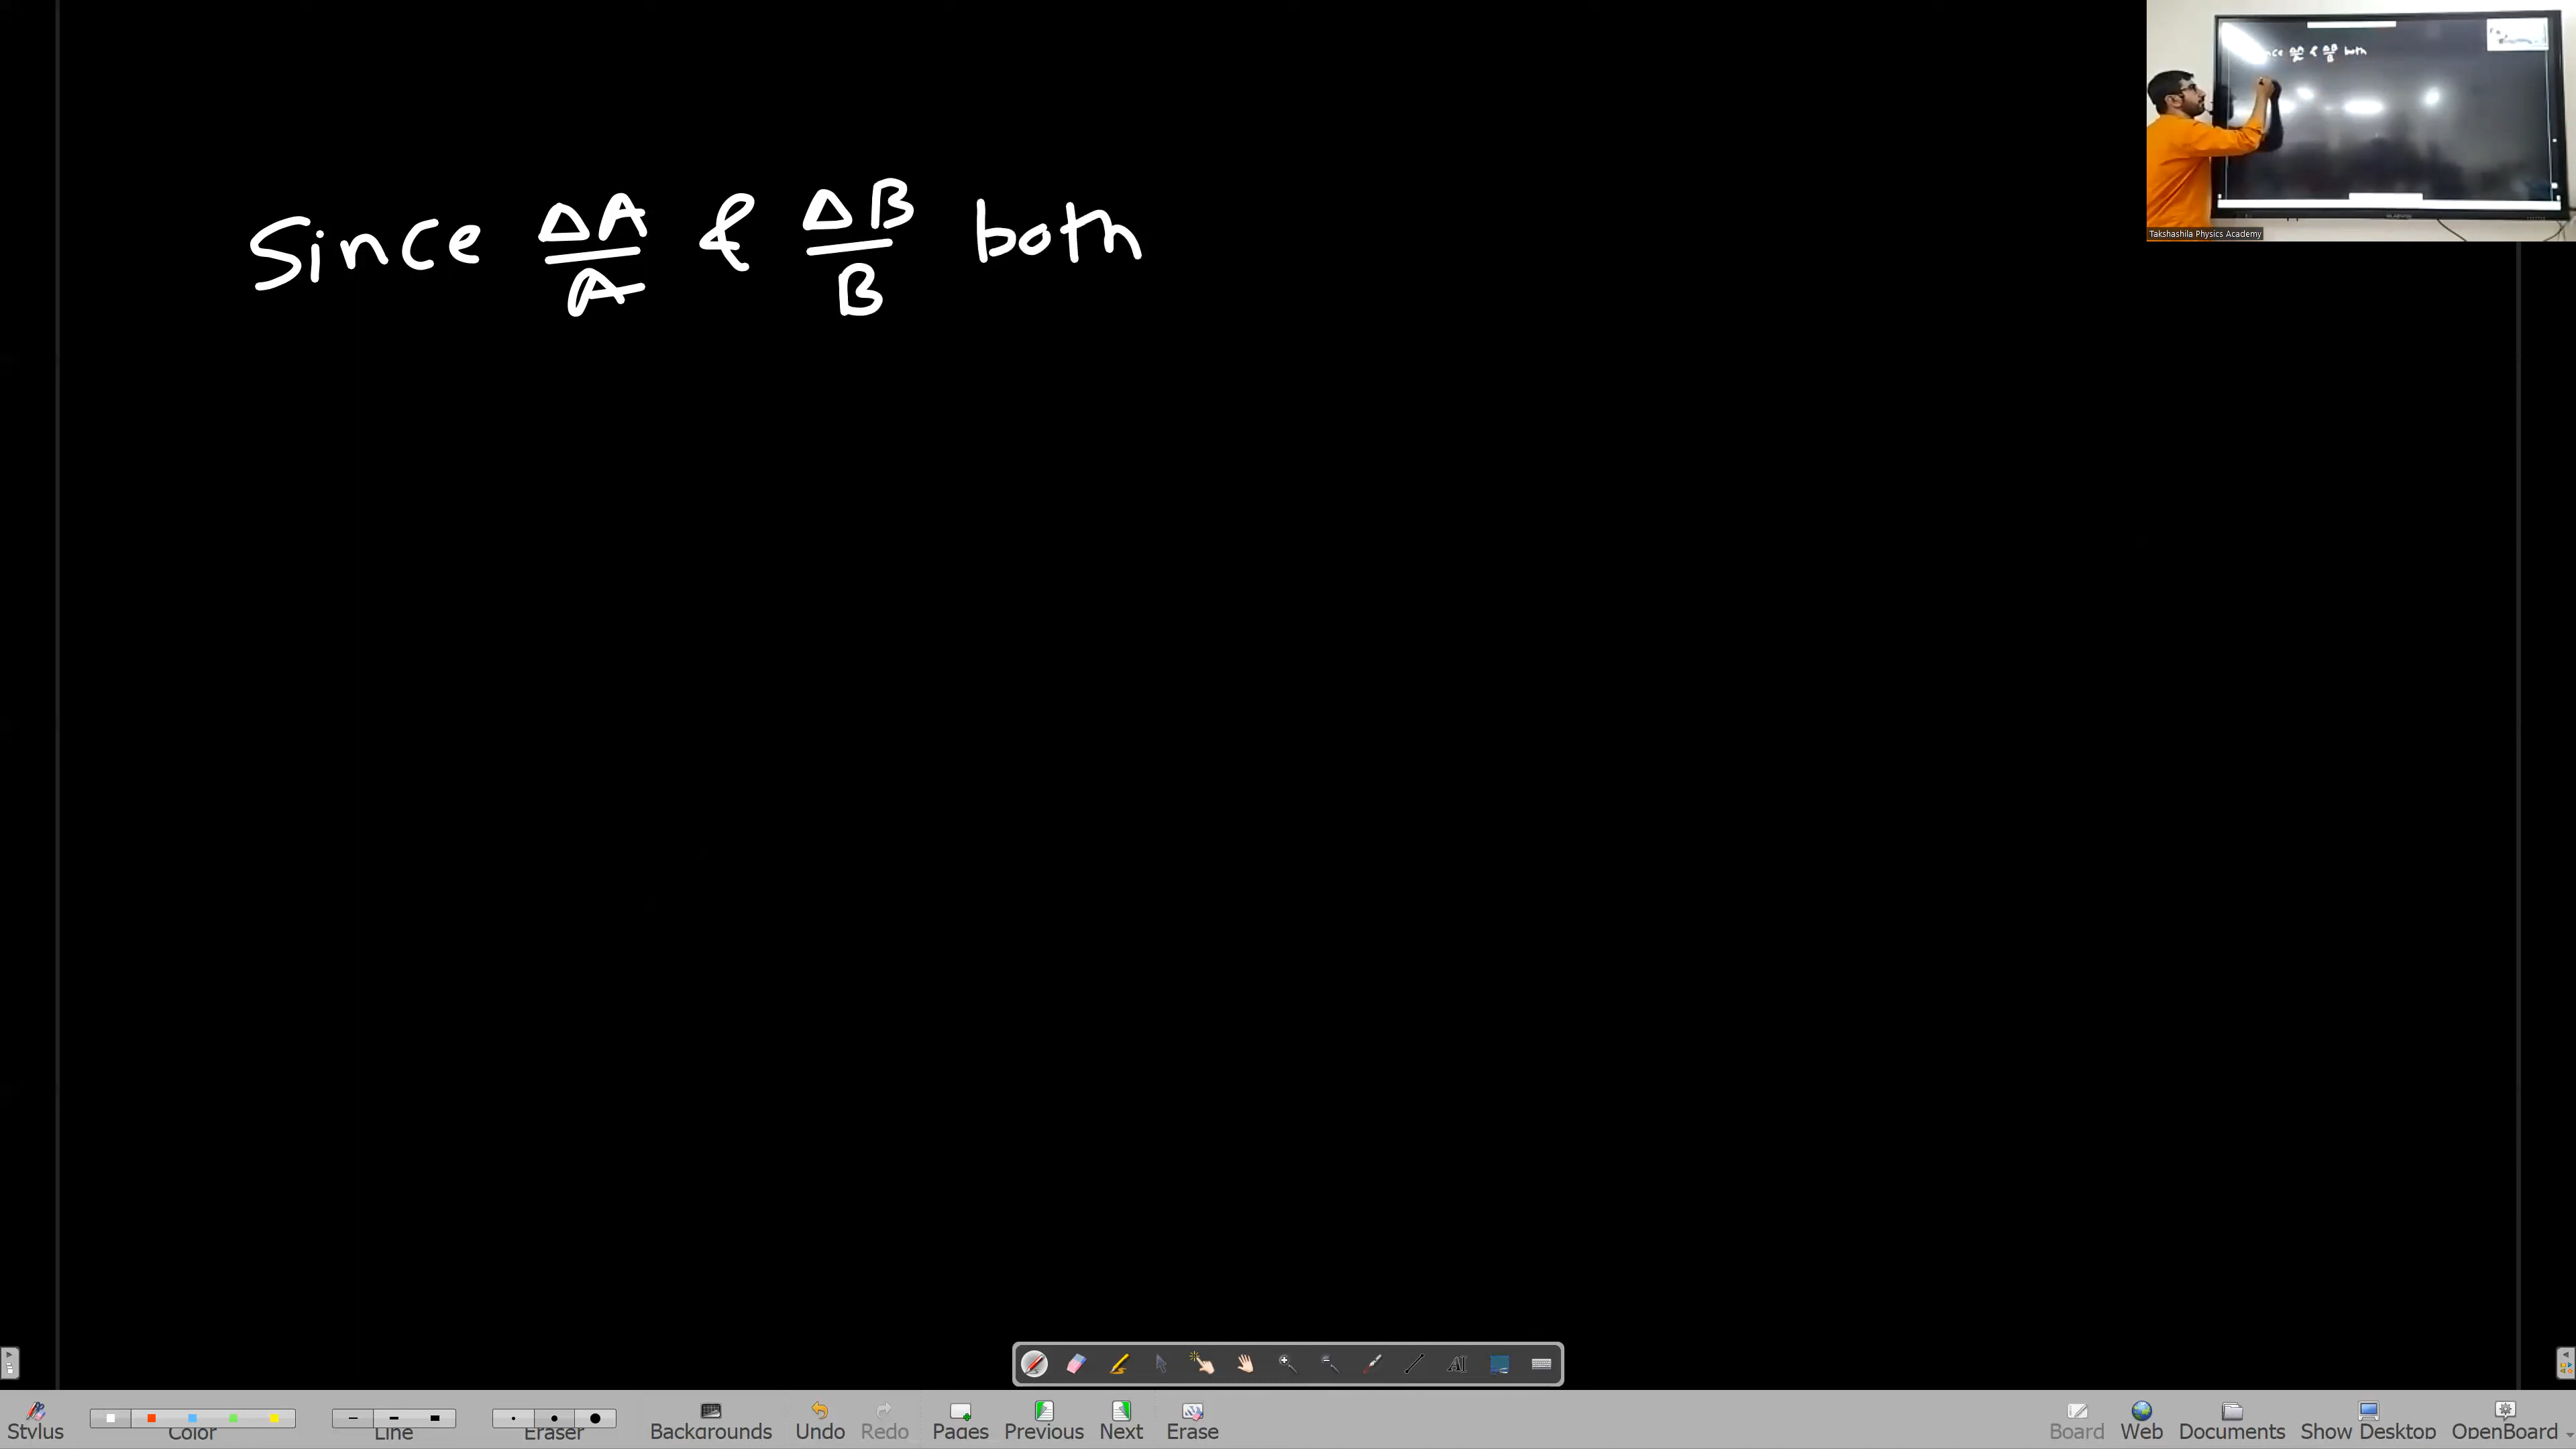 Since ΔA/A & ΔB/B both
Takshashila Physics Academy
Stylus
Color
Line
Eraser
Backgrounds
Undo
Redo
Pages
Previous
Next
Erase
Board
Web
Documents
Show Desktop
OpenBoard